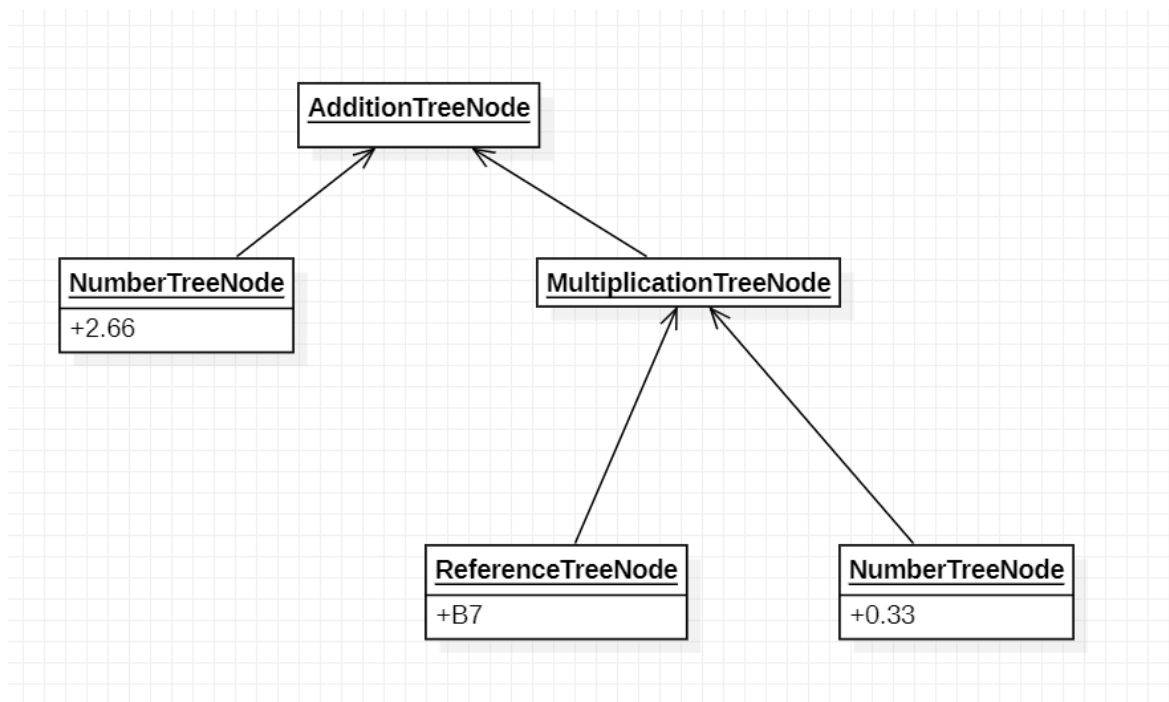 AdditionTreeNode
NumberTreeNode
+2.66
MultiplicationTreeNode
ReferenceTreeNode
+B7
NumberTreeNode
+0.33